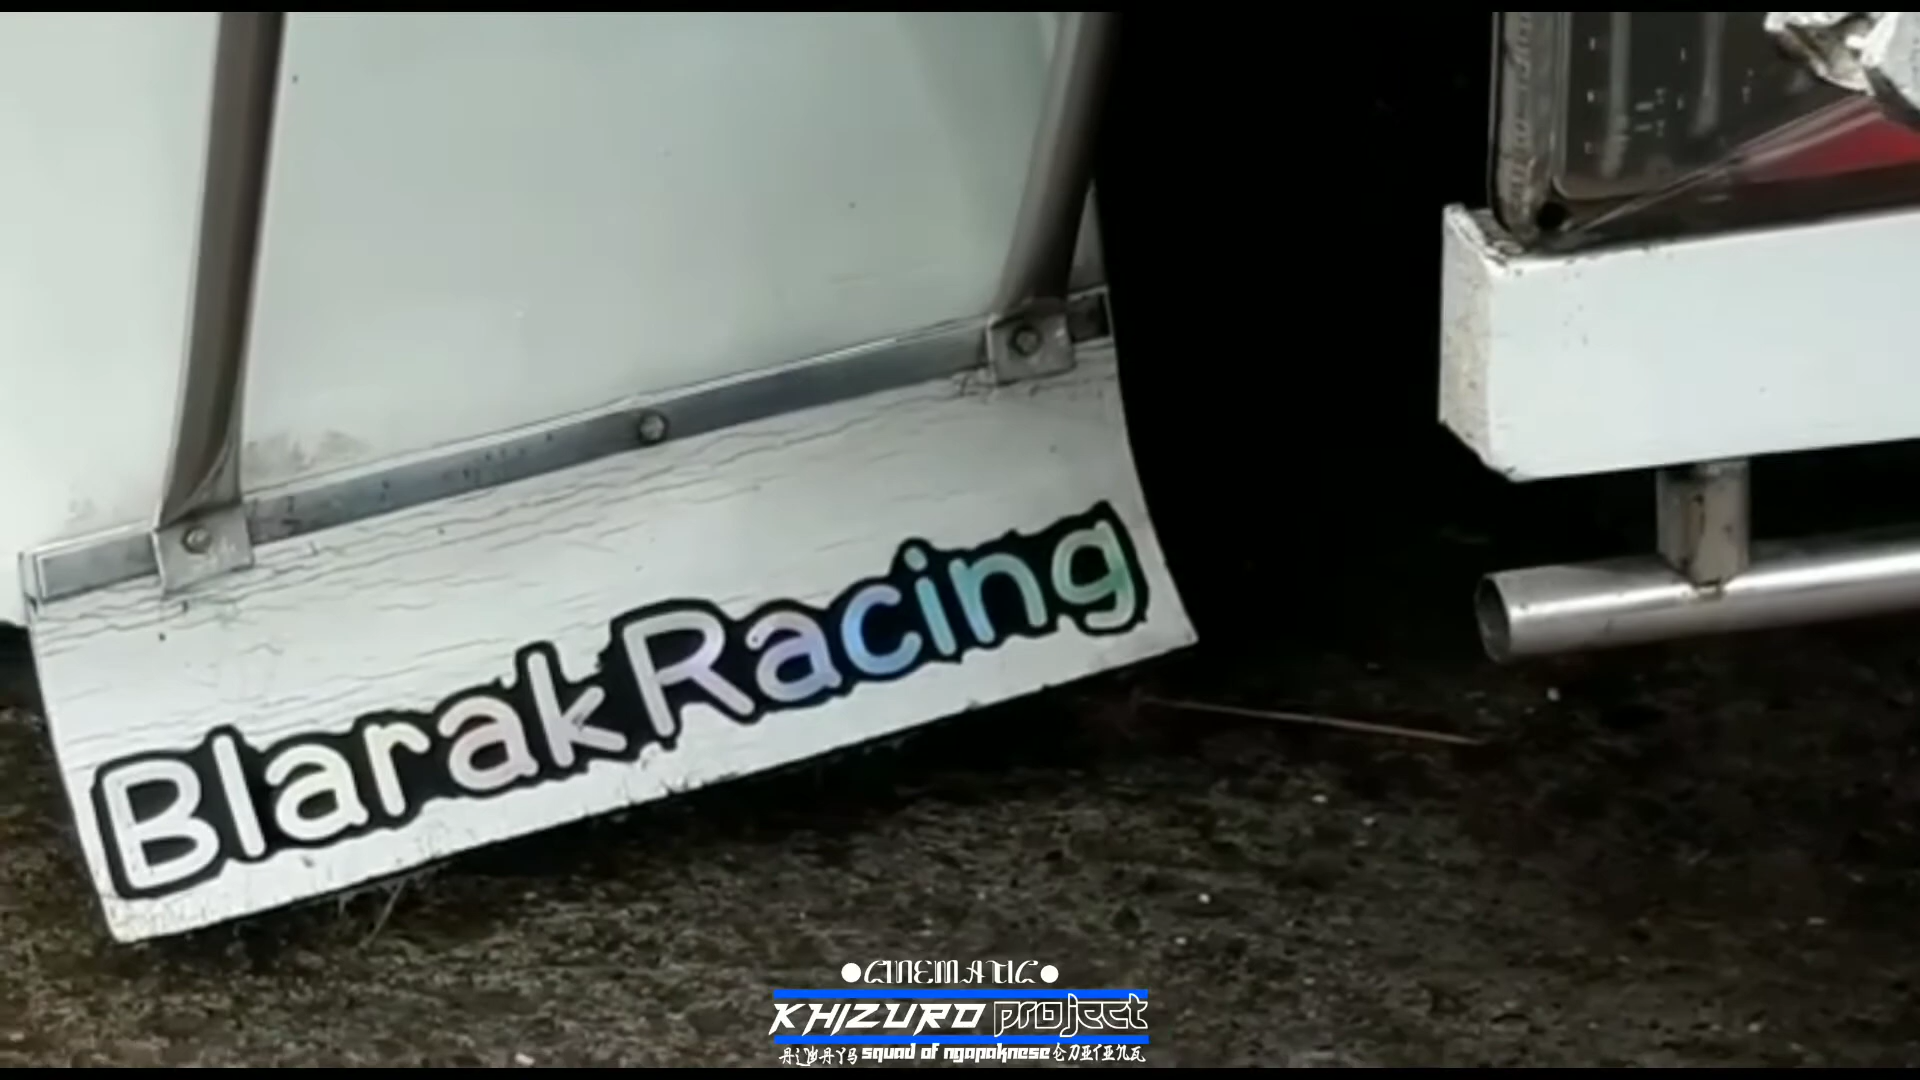 BlarakRacing
CINEMATIC
KHIZURO project
squad of ngapaknese